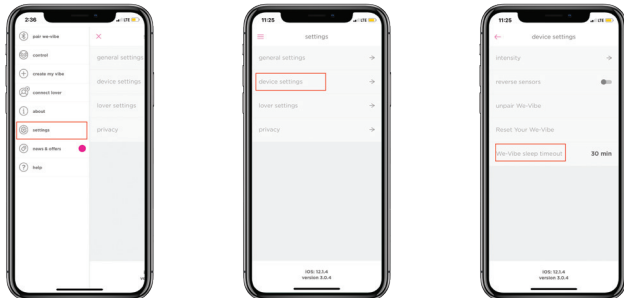 2:36
LTE
pair we-vibe
control
create my vibe
connect lover
about
settings
news & offers
help
general settings
device settings
lover settings
privacy
11:25
LTE
settings
general settings
device settings
lover settings
privacy
iOS: 12.1.4
version 3.0.4
11:25
LTE
device settings
intensity
reverse sensors
unpair We-Vibe
Reset Your We-Vibe
We-Vibe sleep timeout 30 min
iOS: 12.1.4
version 3.0.4